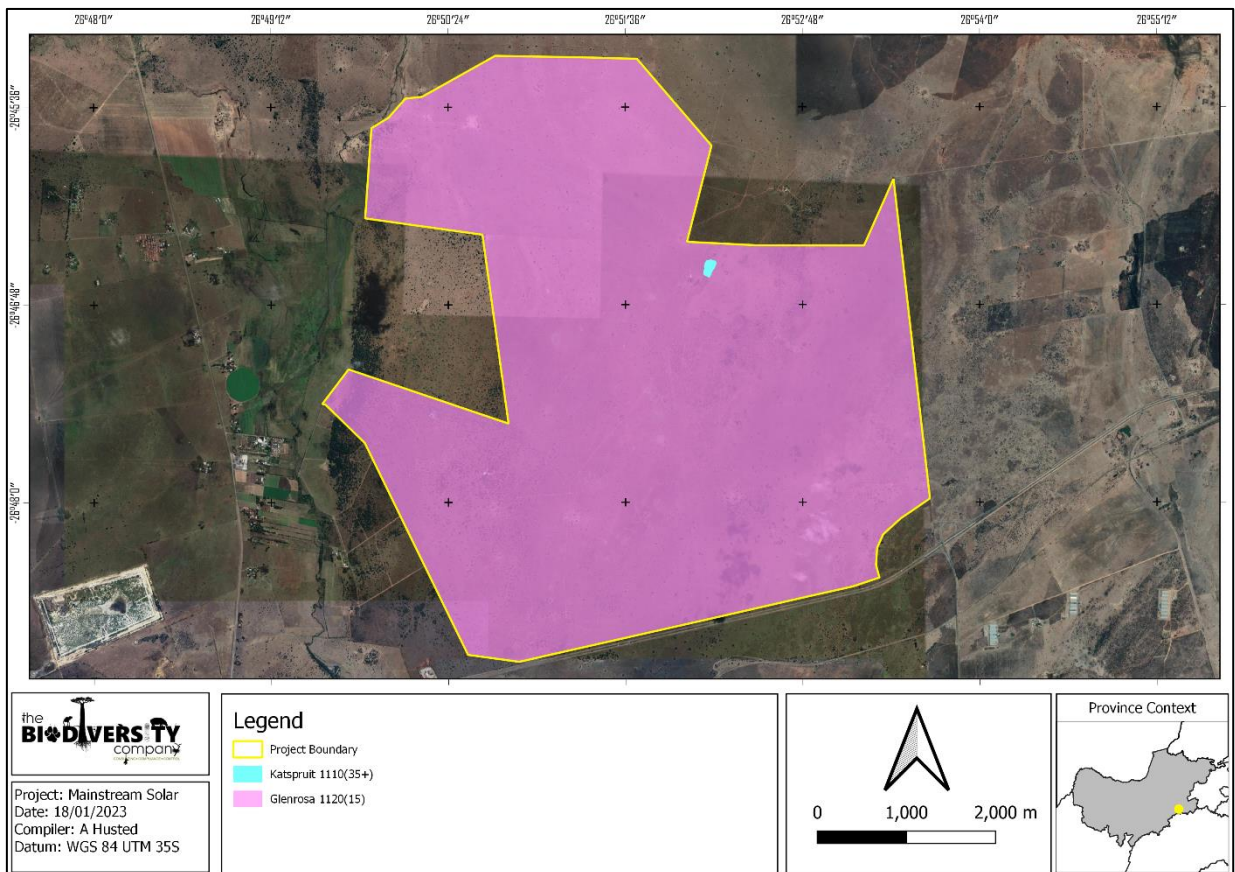 26°48'0" 26°49'12" 26°50'24" 26°51'36" 26°52'48" 26°54'0" 26°55'12"
-26°45'36"
-26°46'48"
-26°48'0"
the
BIODIVERSITY
company
Project: Mainstream Solar
Date: 18/01/2023
Compiler: A Husted
Datum: WGS 84 UTM 35S
Legend
Project Boundary
Katspruit 1110(35+)
Glenrosa 1120(15)
0 1,000 2,000 m
Province Context